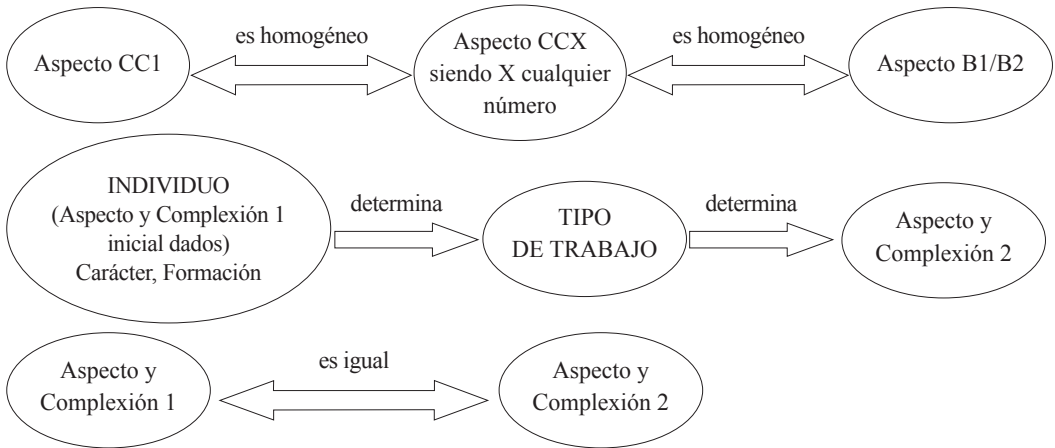 es homogéneo
es homogéneo
Aspecto CC1
Aspecto CCX
siendo X cualquier
número
Aspecto B1/B2
INDIVIDUO
(Aspecto y Complexión 1
inicial dados)
Carácter, Formación
determina
TIPO
DE TRABAJO
determina
Aspecto y
Complexión 2
Aspecto y
Complexión 1
es igual
Aspecto y
Complexión 2